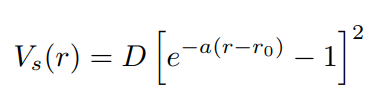 V_s(r) = D [e^{-a(r-r_0)} - 1]^2